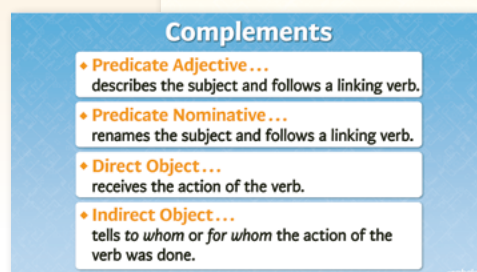 Complements
◆ Predicate Adjective...
describes the subject and follows a linking verb.
◆ Predicate Nominative...
renames the subject and follows a linking verb.
◆ Direct Object...
receives the action of the verb.
◆ Indirect Object...
tells to whom or for whom the action of the
verb was done.